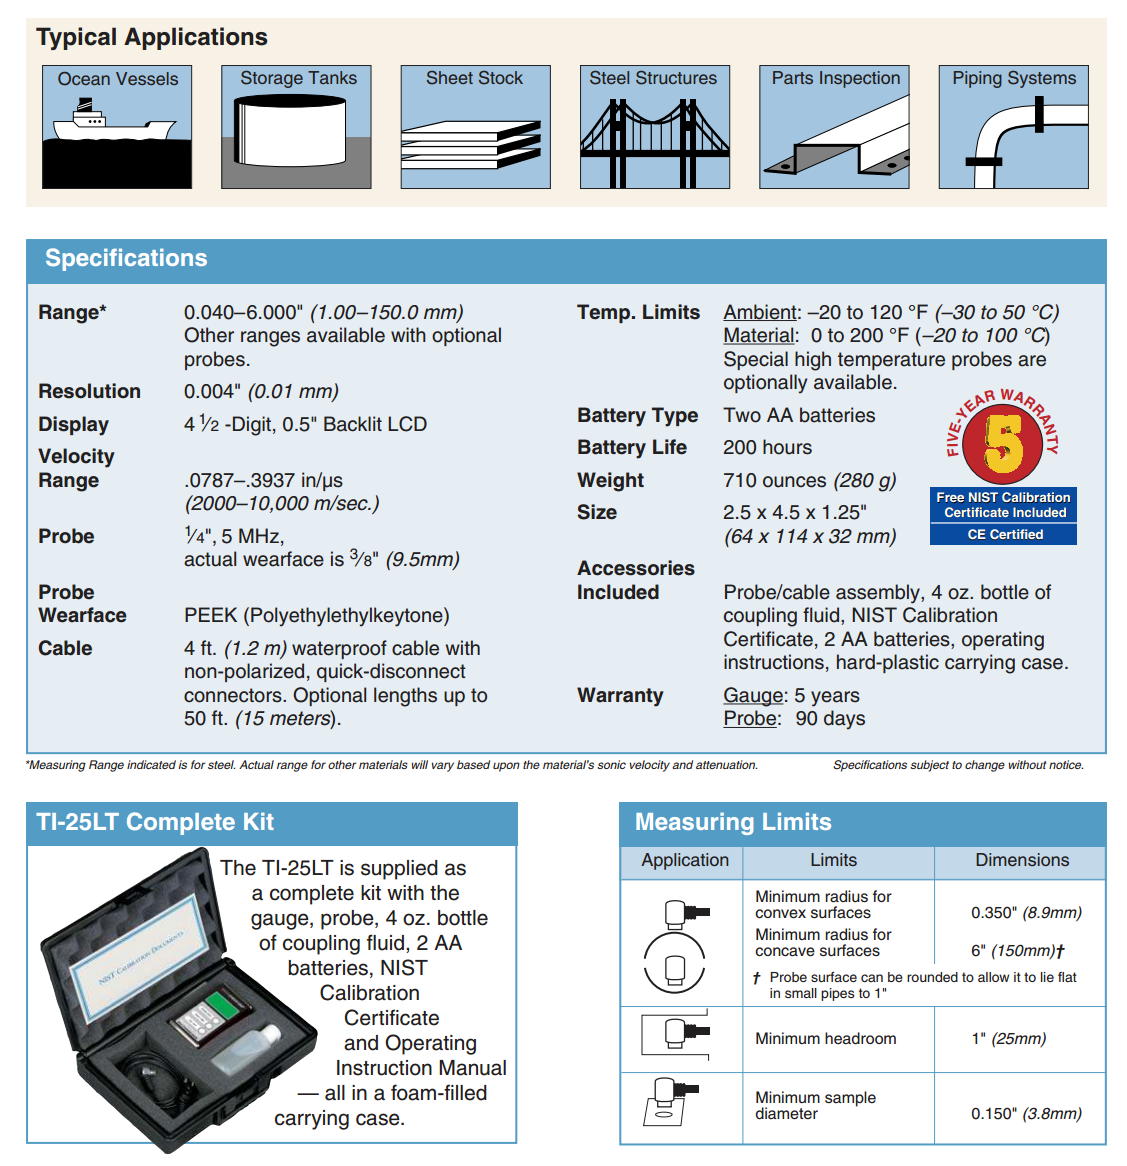 Typical Applications
Ocean Vessels
Storage Tanks
Sheet Stock
Steel Structures
Parts Inspection
Piping Systems
Specifications
Range*
0.040–6.000" (1.00–150.0 mm)
Other ranges available with optional
probes.
Resolution
0.004" (0.01 mm)
Display
4 1⁄2 -Digit, 0.5" Backlit LCD
Velocity
Range
.0787–.3937 in/µs
(2000–10,000 m/sec.)
Probe
1⁄4", 5 MHz,
actual wearface is 3⁄8" (9.5mm)
Probe
Wearface
PEEK (Polyethylethylkeytone)
Cable
4 ft. (1.2 m) waterproof cable with
non-polarized, quick-disconnect
connectors. Optional lengths up to
50 ft. (15 meters).
Temp. Limits
Ambient: –20 to 120 °F (–30 to 50 °C)
Material: 0 to 200 °F (–20 to 100 °C)
Special high temperature probes are
optionally available.
Battery Type
Two AA batteries
Battery Life
200 hours
Weight
710 ounces (280 g)
Size
2.5 x 4.5 x 1.25"
(64 x 114 x 32 mm)
FIVE-YEAR WARRANTY
5
Free NIST Calibration
Certificate Included
CE Certified
Accessories
Included
Probe/cable assembly, 4 oz. bottle of
coupling fluid, NIST Calibration
Certificate, 2 AA batteries, operating
instructions, hard-plastic carrying case.
Warranty
Gauge: 5 years
Probe: 90 days
*Measuring Range indicated is for steel. Actual range for other materials will vary based upon the material's sonic velocity and attenuation.
Specifications subject to change without notice.
TI-25LT Complete Kit
The TI-25LT is supplied as
a complete kit with the
gauge, probe, 4 oz. bottle
of coupling fluid, 2 AA
batteries, NIST
Calibration
Certificate
and Operating
Instruction Manual
— all in a foam-filled
carrying case.
NIST CALIBRATION DOCUMENTS
Measuring Limits
Application
Limits
Dimensions
Minimum radius for
convex surfaces
0.350" (8.9mm)
Minimum radius for
concave surfaces
6" (150mm)†
† Probe surface can be rounded to allow it to lie flat
in small pipes to 1"
Minimum headroom
1" (25mm)
Minimum sample
diameter
0.150" (3.8mm)